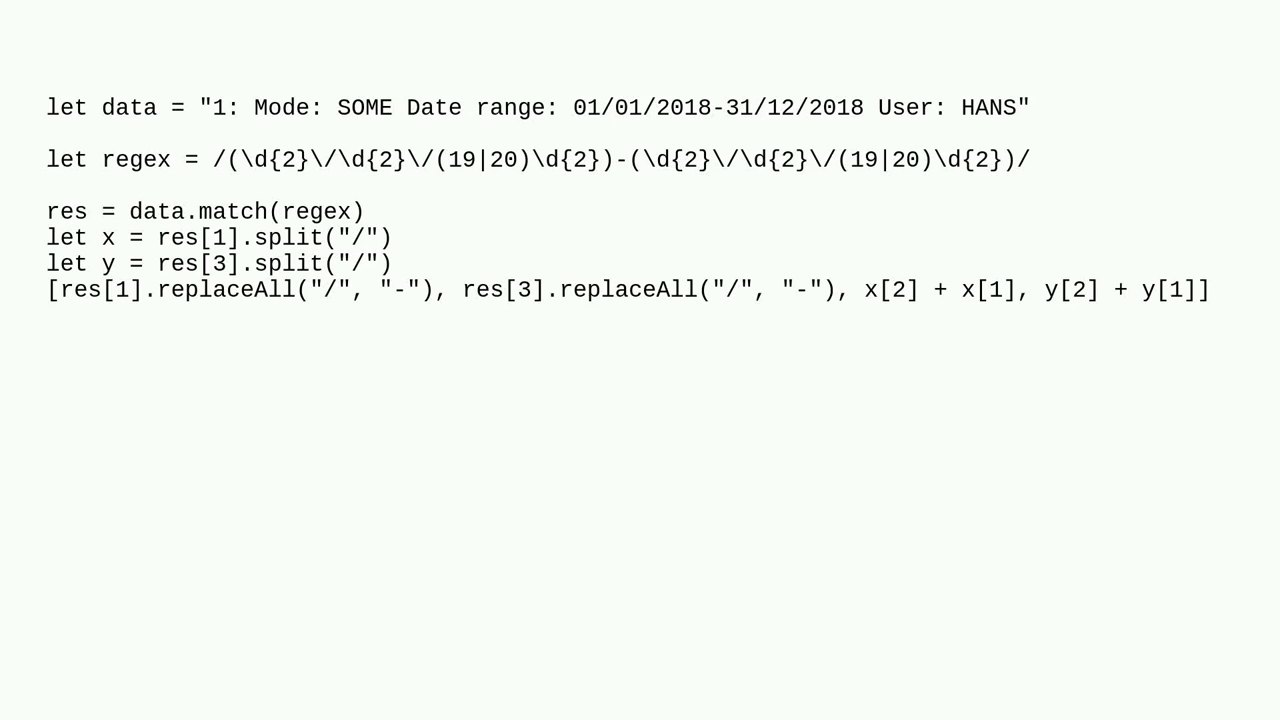 let data = "1: Mode: SOME Date range: 01/01/2018-31/12/2018 User: HANS"
let regex = /(\d{2}\/\d{2}\/(19|20)\d{2})-(\d{2}\/\d{2}\/(19|20)\d{2})/
res = data.match(regex)
let x = res[1].split("/")
let y = res[3].split("/")
[res[1].replaceAll("/", "-"), res[3].replaceAll("/", "-"), x[2] + x[1], y[2] + y[1]]